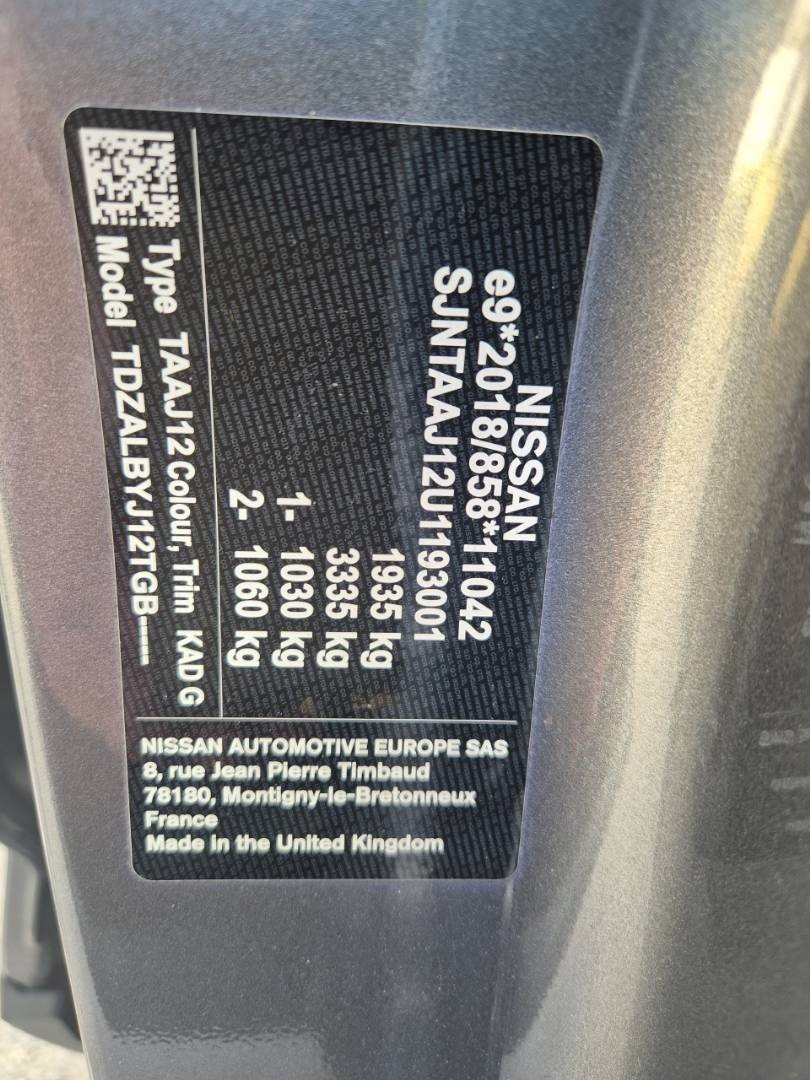 NISSAN
e9*2018/858*11042
SJNTAAJ12U1193001
1935 kg
3335 kg
1- 1030 kg
2- 1060 kg
Type TAAJ12 Colour, Trim KAD G
Model TDZALBYJ12TGB-----
NISSAN AUTOMOTIVE EUROPE SAS
8, rue Jean Pierre Timbaud
78180, Montigny-le-Bretonneux
France
Made in the United Kingdom